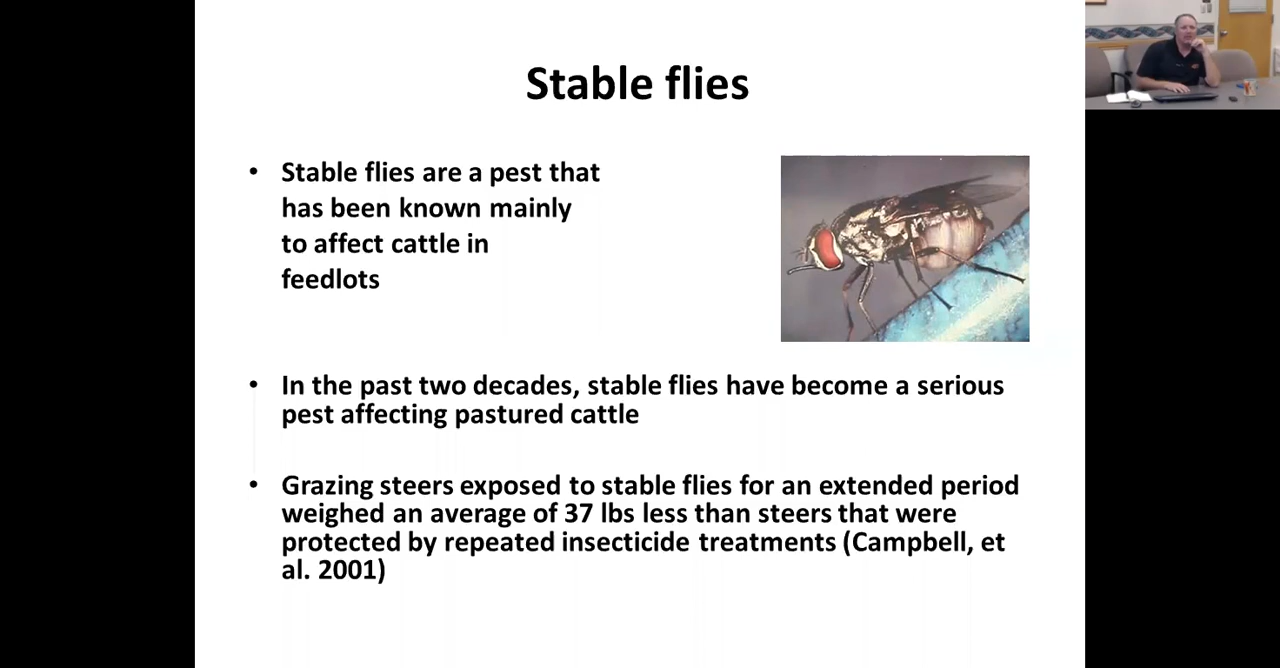 Stable flies
• Stable flies are a pest that
has been known mainly
to affect cattle in
feedlots
• In the past two decades, stable flies have become a serious
pest affecting pastured cattle
• Grazing steers exposed to stable flies for an extended period
weighed an average of 37 lbs less than steers that were
protected by repeated insecticide treatments (Campbell, et
al. 2001)